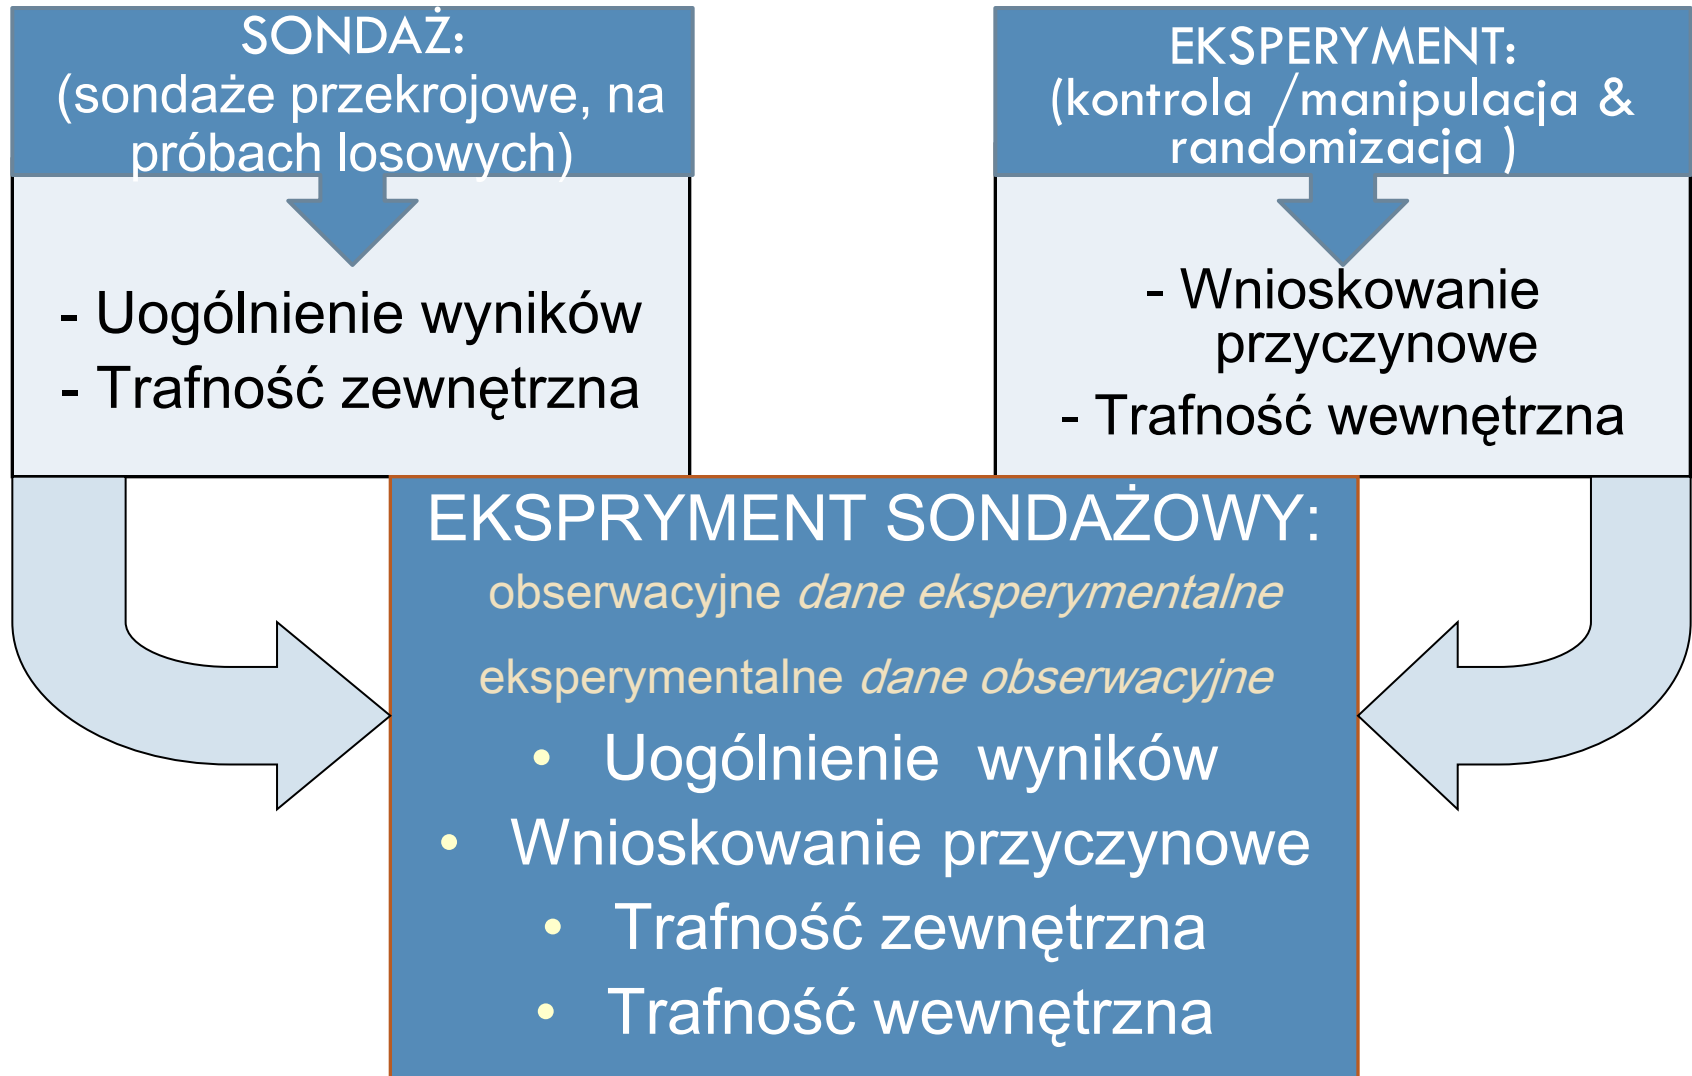 SONDAŻ:
(sondaże przekrojowe, na
próbach losowych)
- Uogólnienie wyników
- Trafność zewnętrzna
EKSPERYMENT:
(kontrola /manipulacja &
randomizacja )
- Wnioskowanie
przyczynowe
- Trafność wewnętrzna
EKSPRYMENT SONDAŻOWY:
obserwacyjne dane eksperymentalne
eksperymentalne dane obserwacyjne
• Uogólnienie wyników
• Wnioskowanie przyczynowe
• Trafność zewnętrzna
• Trafność wewnętrzna